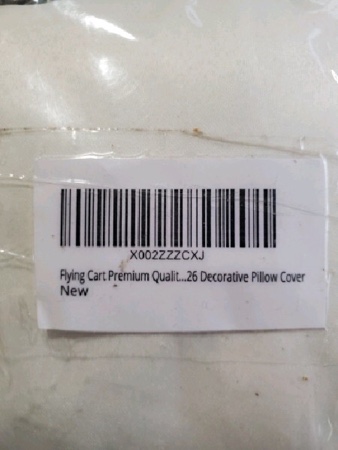 X002ZZZCXJ
Flying Cart Premium Qualit...26 Decorative Pillow Cover
New